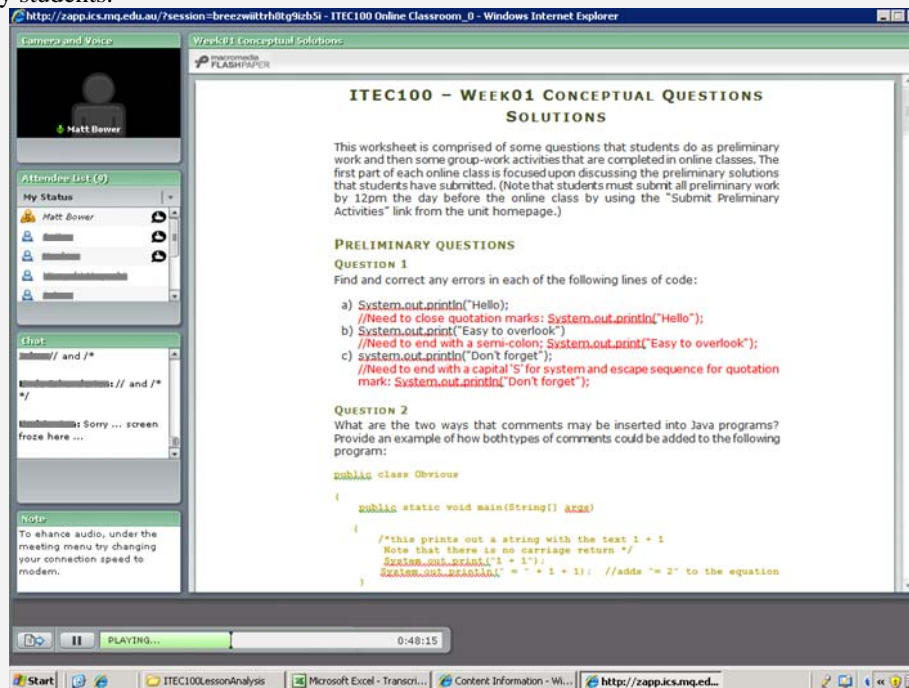 y students.
http://zapp.ics.mq.edu.au/?session=breezwiittrh8tg9izb5i - ITEC100 Online Classroom_0 - Windows Internet Explorer
Camera and Voice
Matt Bower
Attendee List (9)
My Status
Matt Bower
Chat
// and /*
: // and /*
*/
: Sorry ... screen
froze here ...
Note
To ehance audio, under the
meeting menu try changing
your connection speed to
modem.
Week01 Conceptual Solutions
macromedia
FLASHPAPER
ITEC100 – WEEK01 CONCEPTUAL QUESTIONS
SOLUTIONS
This worksheet is comprised of some questions that students do as preliminary
work and then some group-work activities that are completed in online classes. The
first part of each online class is focused upon discussing the preliminary solutions
that students have submitted. (Note that students must submit all preliminary work
by 12pm the day before the online class by using the "Submit Preliminary
Activities" link from the unit homepage.)
PRELIMINARY QUESTIONS
QUESTION 1
Find and correct any errors in each of the following lines of code:
a) System.out.println("Hello);
//Need to close quotation marks: System.out.println("Hello");
b) System.out.print("Easy to overlook")
//Need to end with a semi-colon; System.out.print("Easy to overlook");
c) system.out.println("Don't forget");
//Need to end with a capital 'S' for system and escape sequence for quotation
mark: System.out.println("Don't forget");
QUESTION 2
What are the two ways that comments may be inserted into Java programs?
Provide an example of how both types of comments could be added to the following
program:
public class Obvious
{
public static void main(String[] args)
{
/*this prints out a string with the text 1 + 1
Note that there is no carriage return */
System.out.print("1 + 1");
System.out.println(" = " + 1 + 1); //adds "= 2" to the equation
}
PLAYING...
0:48:15
Start
ITEC100LessonAnalysis
Microsoft Excel - Transcri...
Content Information - Wi...
http://zapp.ics.mq.ed...